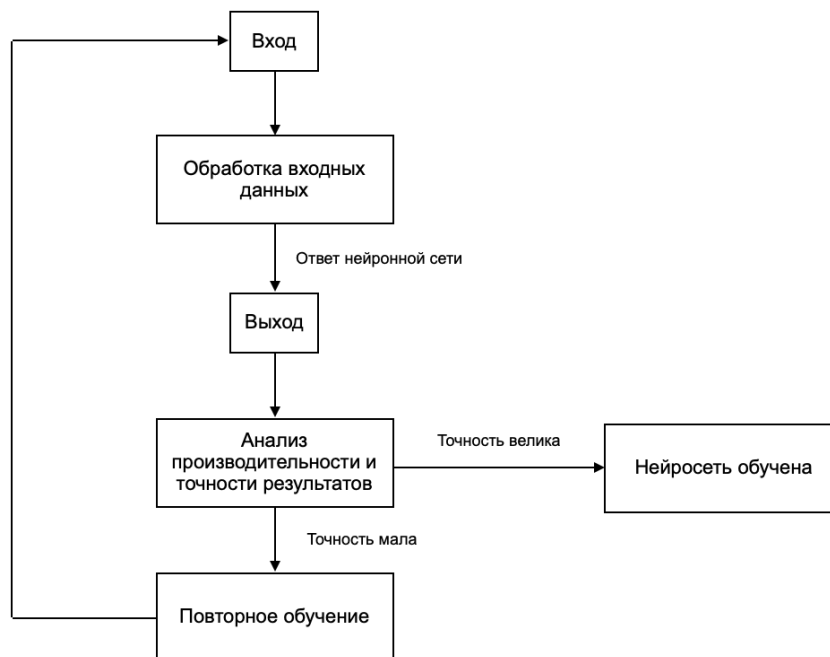 Вход
Обработка входных
данных
Ответ нейронной сети
Выход
Анализ
производительности и
точности результатов
Точность велика
Нейросеть обучена
Точность мала
Повторное обучение